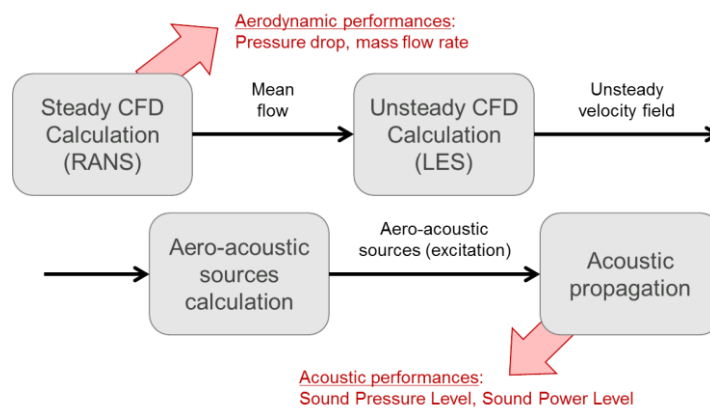 Aerodynamic performances:
Pressure drop, mass flow rate
Steady CFD
Calculation
(RANS)
Mean
flow
Unsteady CFD
Calculation
(LES)
Unsteady
velocity field
Aero-acoustic
sources
calculation
Aero-acoustic
sources (excitation)
Acoustic
propagation
Acoustic performances:
Sound Pressure Level, Sound Power Level